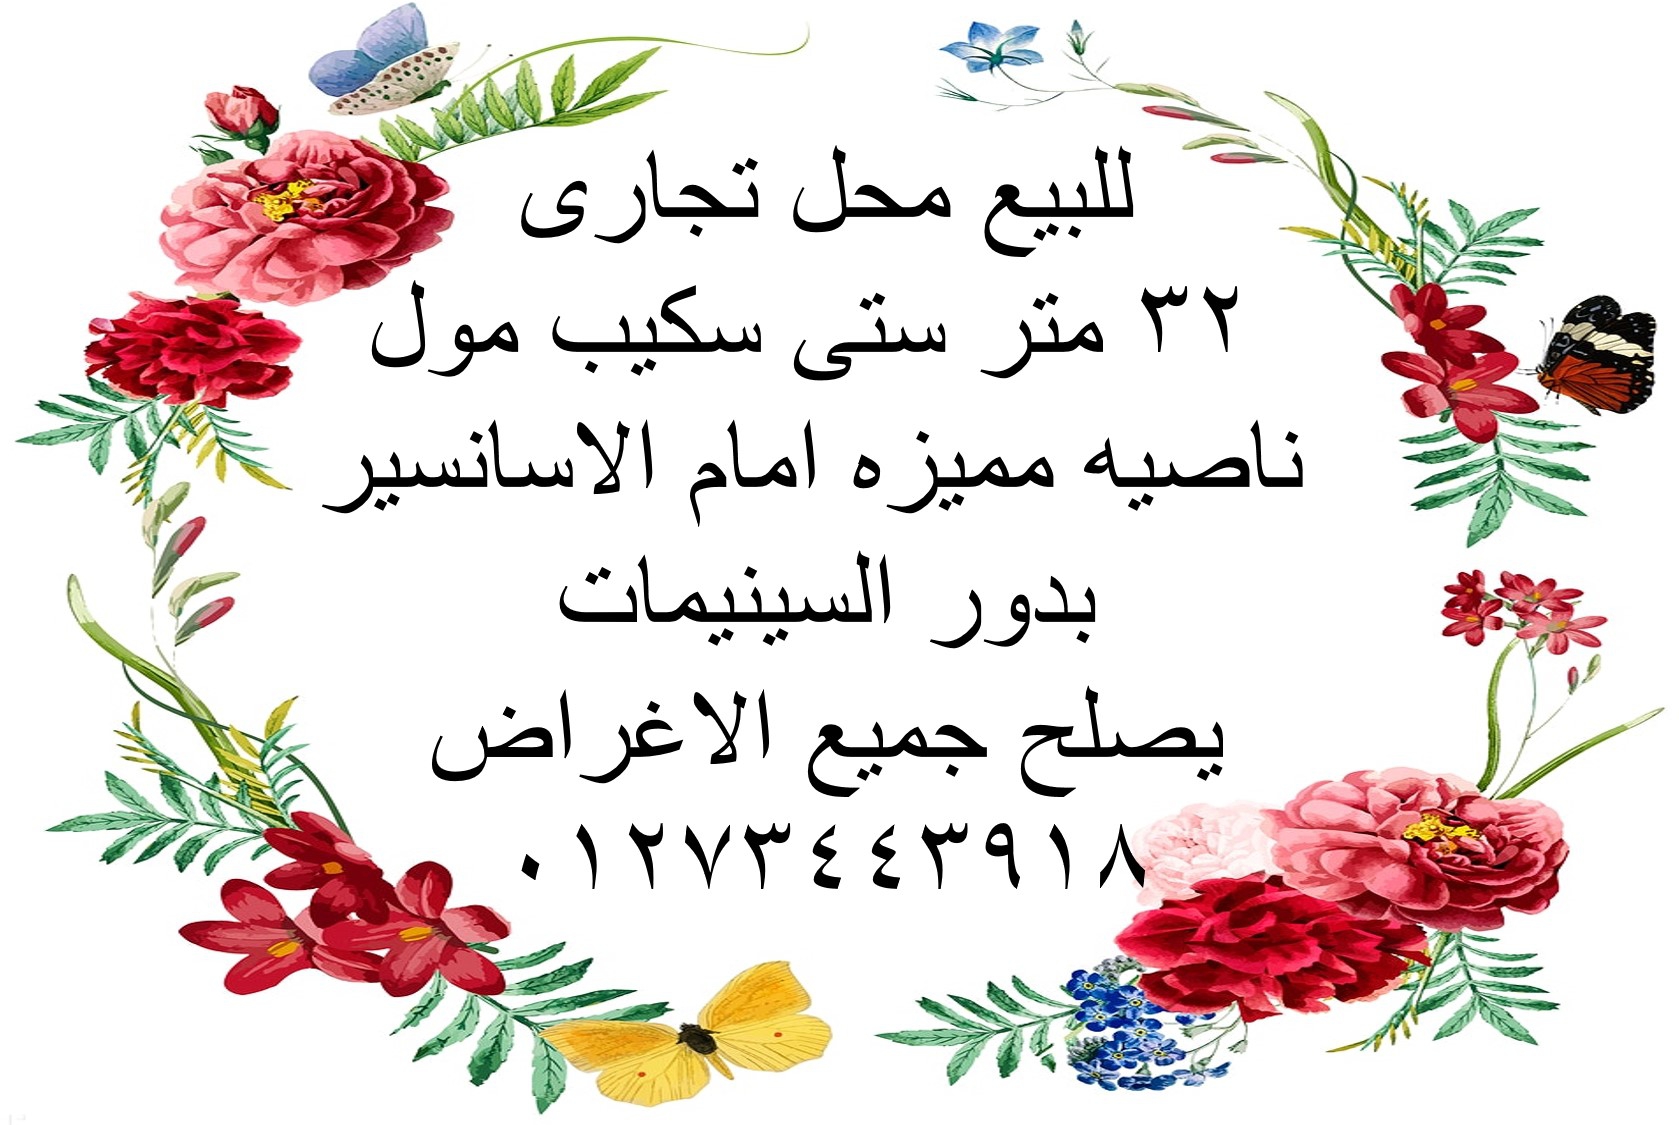 للبيع محل تجارى
٣٢ متر ستى سكيب مول
ناصيه مميزه امام الاسانسير
بدور السينيمات
يصلح جميع الاغراض
٠١٢٧٣٤٤٣٩١٨